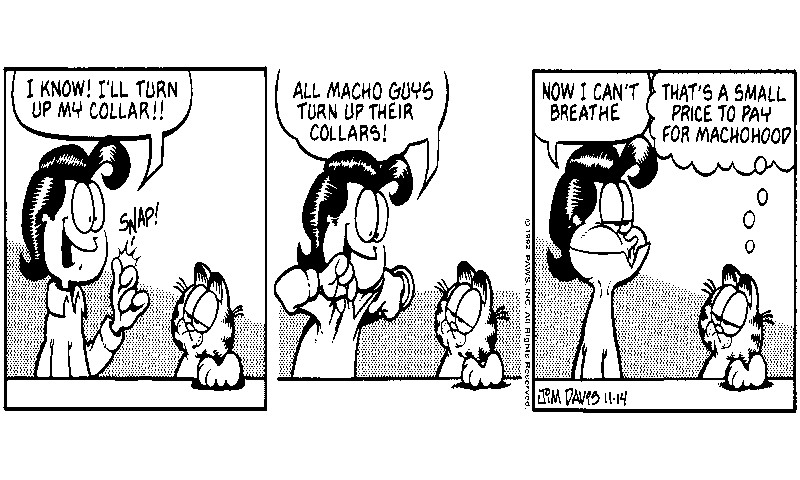 I KNOW! I'LL TURN
UP MY COLLAR!!
SNAP!
ALL MACHO GUYS
TURN UP THEIR
COLLARS!
© 1992 PAWS, INC. All Rights Reserved.
NOW I CAN'T
BREATHE
THAT'S A SMALL
PRICE TO PAY
FOR MACHOHOOD
JIM DAVIS 11-14